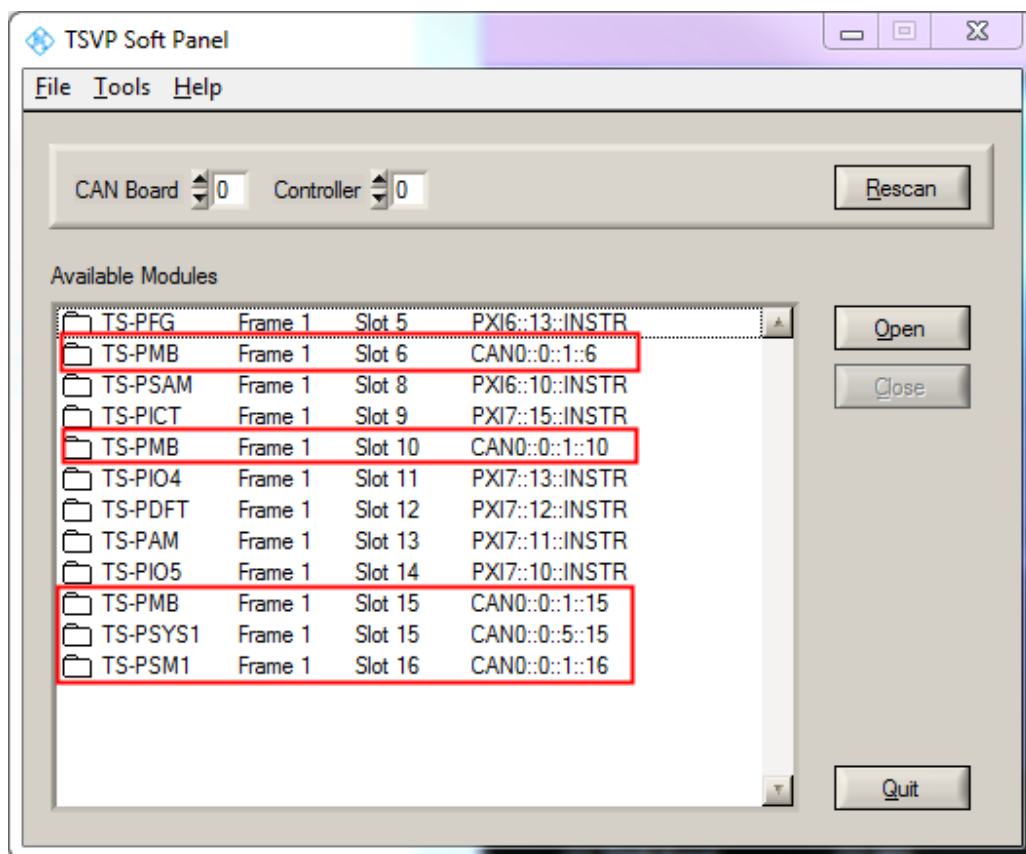 TSVP Soft Panel
File Tools Help
CAN Board 0 Controller 0 Rescan
Available Modules
TS-PFG Frame 1 Slot 5 PXI6::13::INSTR
Open
TS-PMB Frame 1 Slot 6 CAN0::0::1::6
TS-PSAM Frame 1 Slot 8 PXI6::10::INSTR
Close
TS-PICT Frame 1 Slot 9 PXI7::15::INSTR
TS-PMB Frame 1 Slot 10 CAN0::0::1::10
TS-PIO4 Frame 1 Slot 11 PXI7::13::INSTR
TS-PDFT Frame 1 Slot 12 PXI7::12::INSTR
TS-PAM Frame 1 Slot 13 PXI7::11::INSTR
TS-PIO5 Frame 1 Slot 14 PXI7::10::INSTR
TS-PMB Frame 1 Slot 15 CAN0::0::1::15
TS-PSYS1 Frame 1 Slot 15 CAN0::0::5::15
TS-PSM1 Frame 1 Slot 16 CAN0::0::1::16
Quit